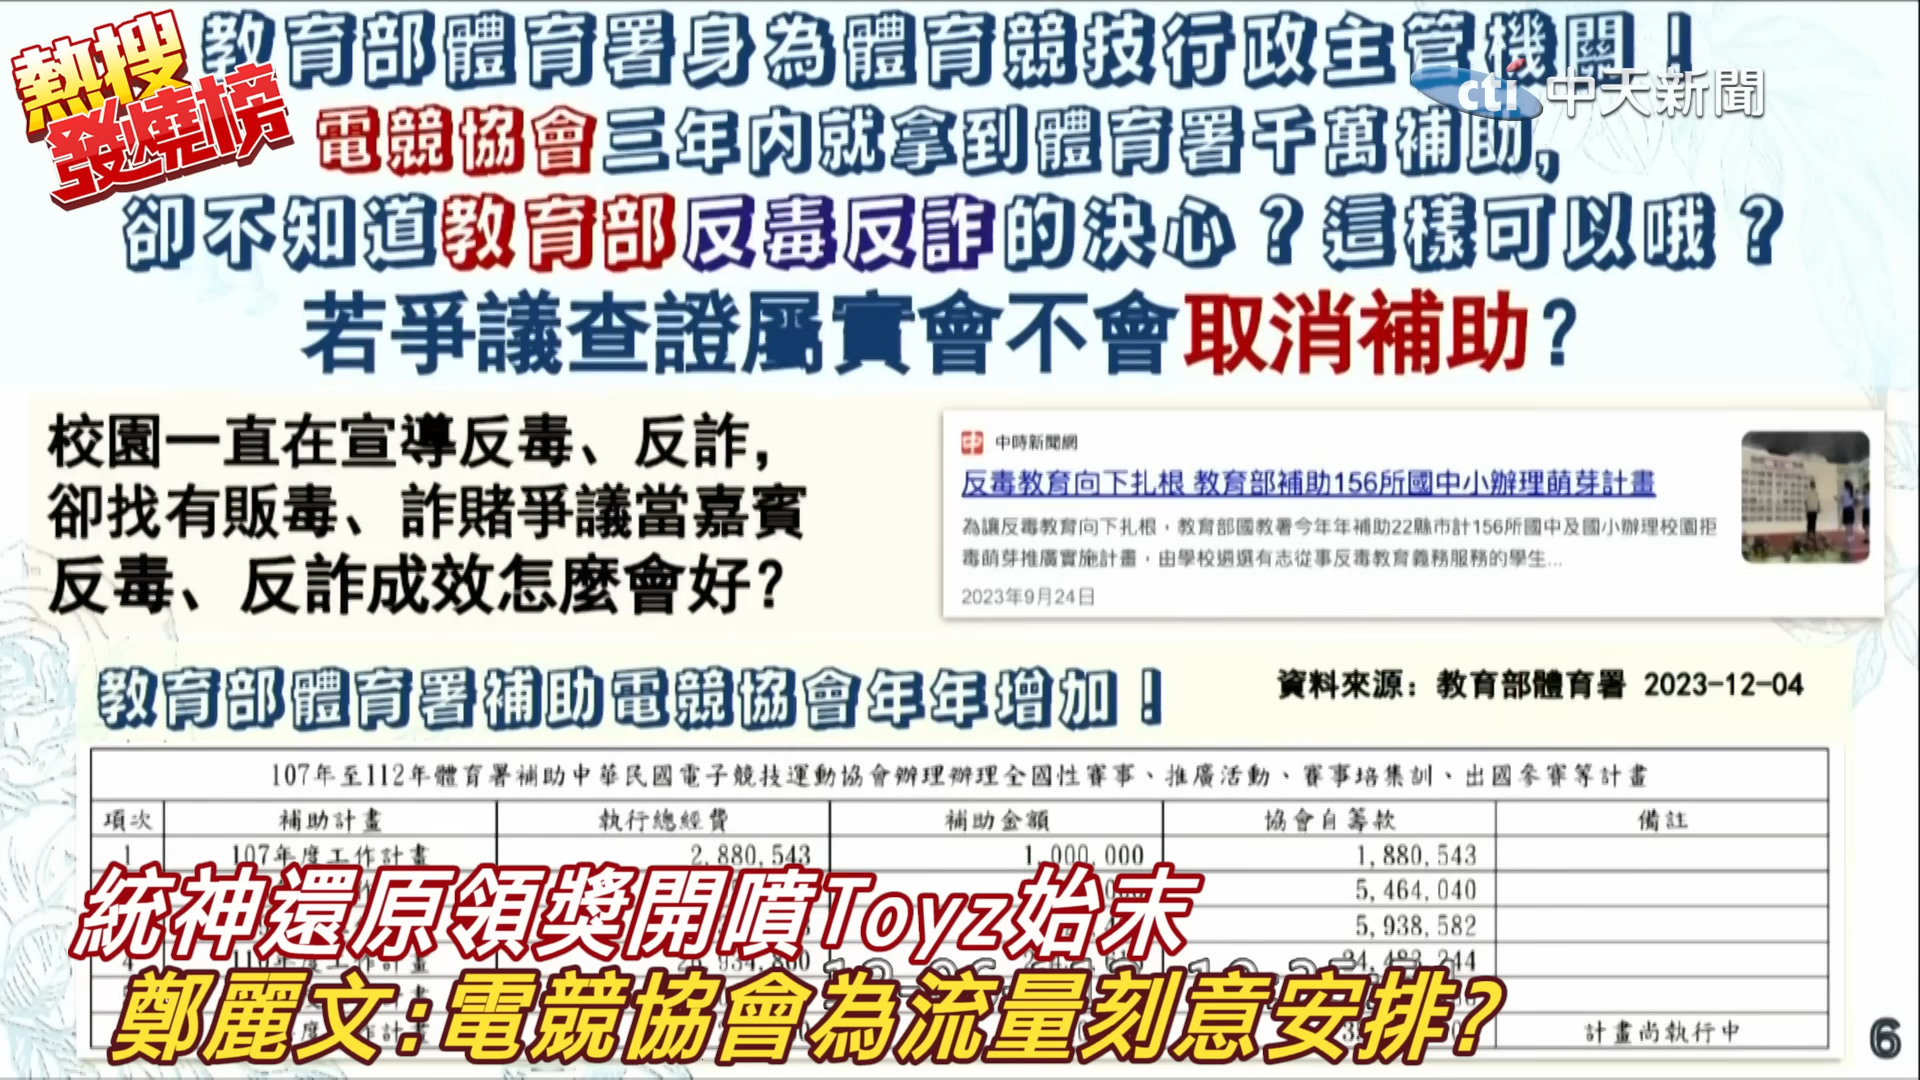 熱搜
發燒榜
教育部體育署身為體育競技行政主管機關！
cti 中天新聞
電競協會三年內就拿到體育署千萬補助，
卻不知道教育部反毒反詐的決心？這樣可以哦？
若爭議查證屬實會不會取消補助？
校園一直在宣導反毒、反詐，
卻找有販毒、詐賭爭議當嘉賓
反毒、反詐成效怎麼會好？
中時新聞網
反毒教育向下扎根 教育部補助156所國中小辦理萌芽計畫
為讓反毒教育向下扎根，教育部國教署今年年補助22縣市計156所國中及國小辦理校園拒
毒萌芽推廣實施計畫，由學校遴選有志從事反毒教育義務服務的學生...
2023年9月24日
教育部體育署補助電競協會年年增加！
資料來源：教育部體育署 2023-12-04
107年至112年體育署補助中華民國電子競技運動協會辦理辦理全國性賽事、推廣活動、賽事培集訓、出國參賽等計畫
項次 補助計畫 執行總經費 補助金額 協會自籌款 備註
1 107年度工作計畫 2,880,543 1,000,000 1,880,543
5,464,040
5,938,582
計畫尚執行中
統神還原領獎開噴Toyz始末
鄭麗文：電競協會為流量刻意安排？
6